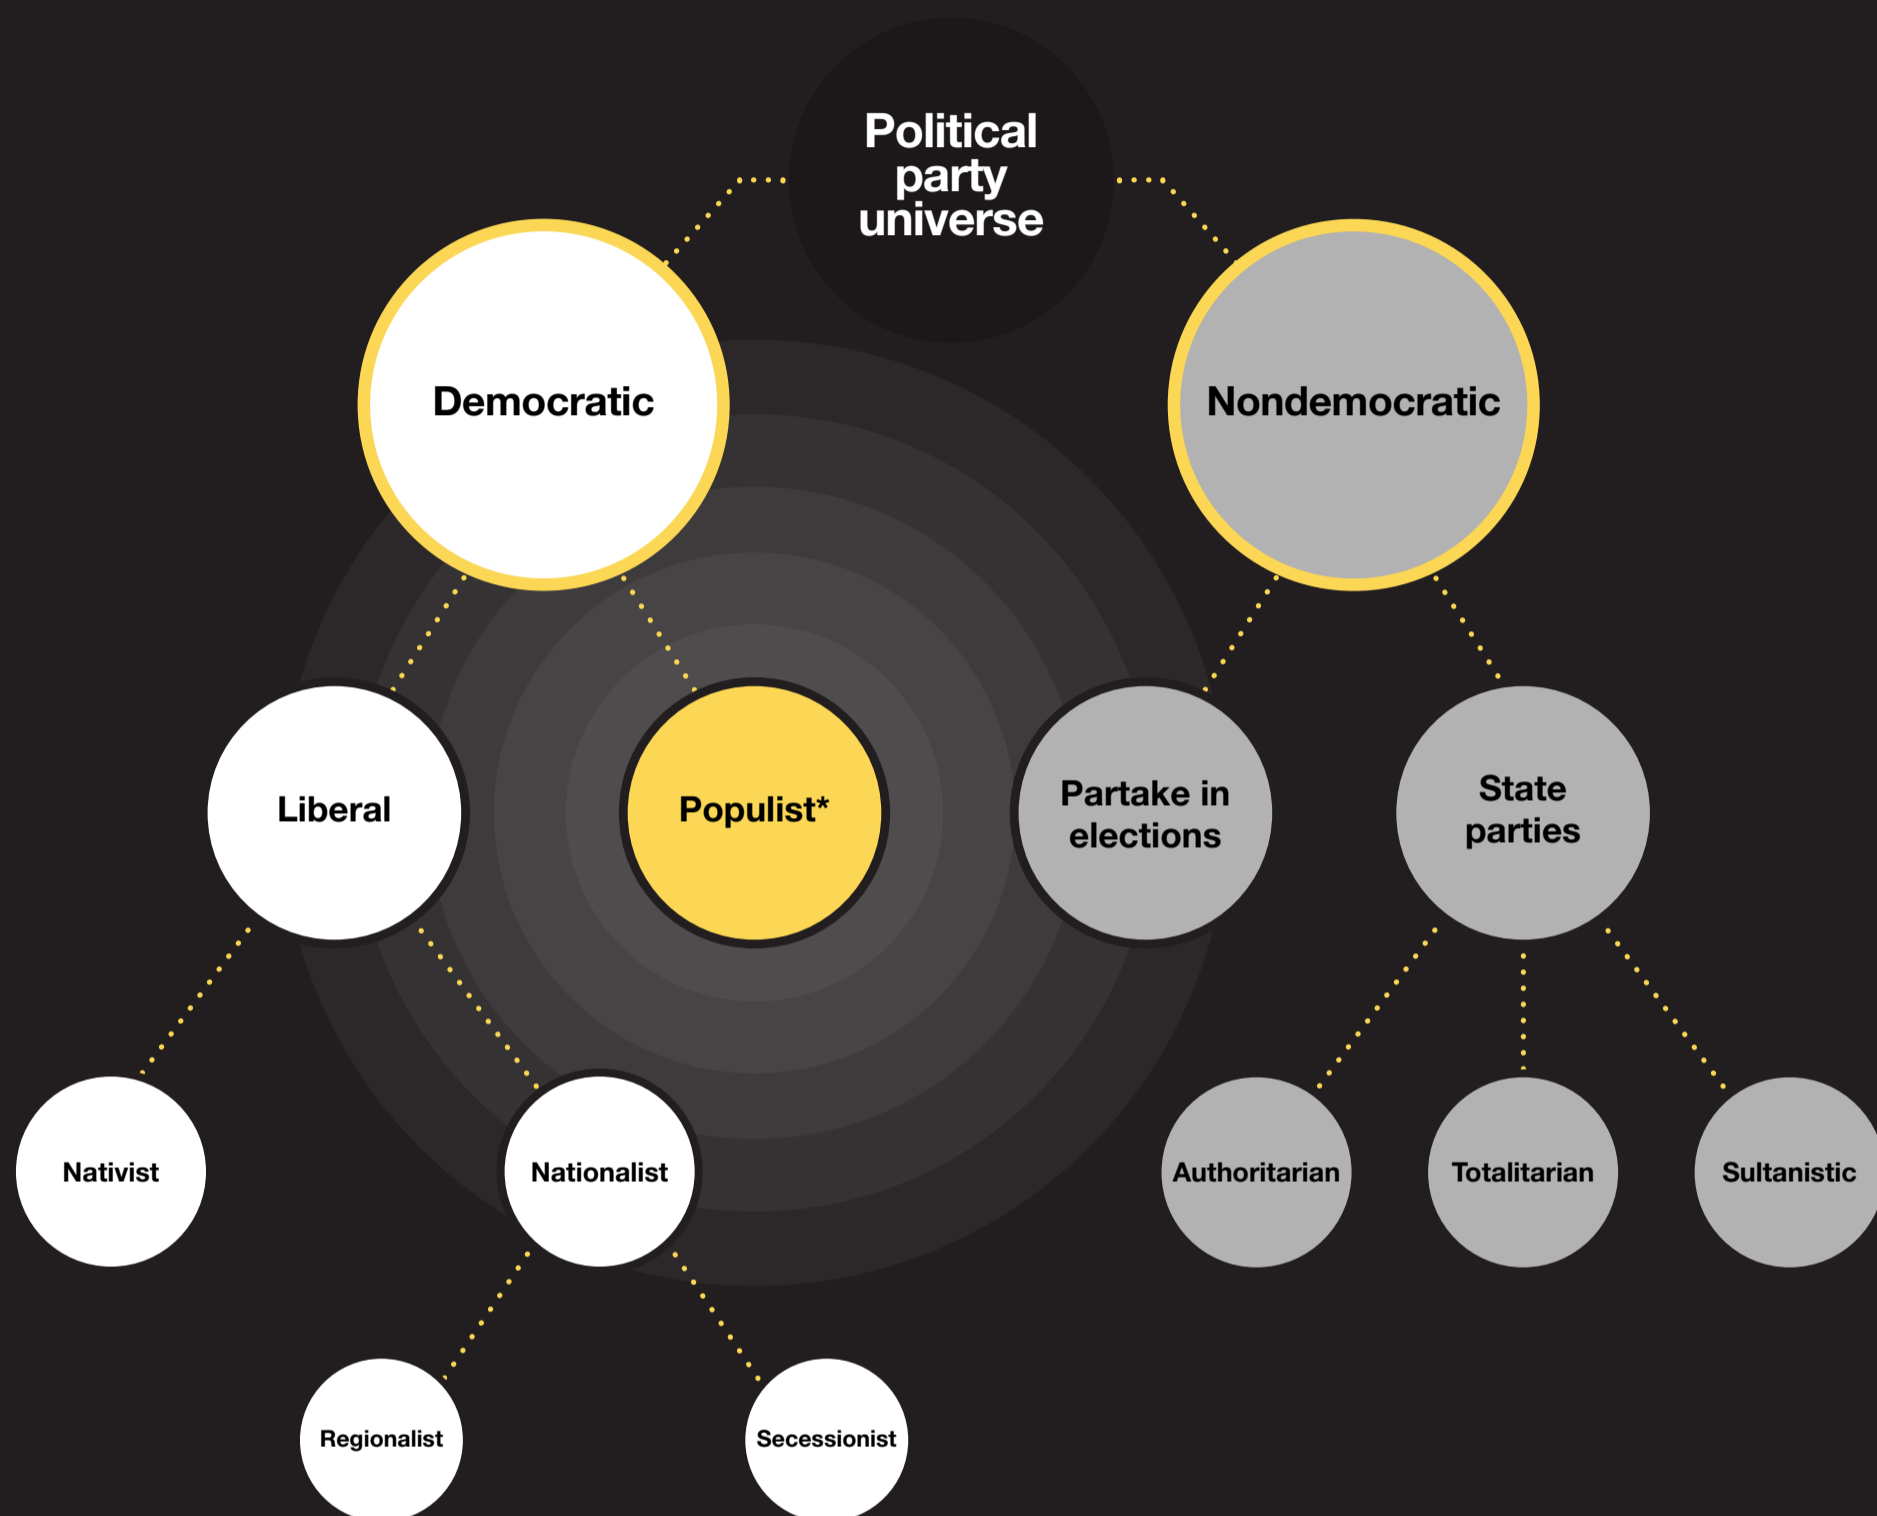 Political
party
universe
Democratic
Nondemocratic
Liberal
Populist*
Partake in
elections
State
parties
Nativist
Nationalist
Authoritarian
Totalitarian
Sultanistic
Regionalist
Secessionist